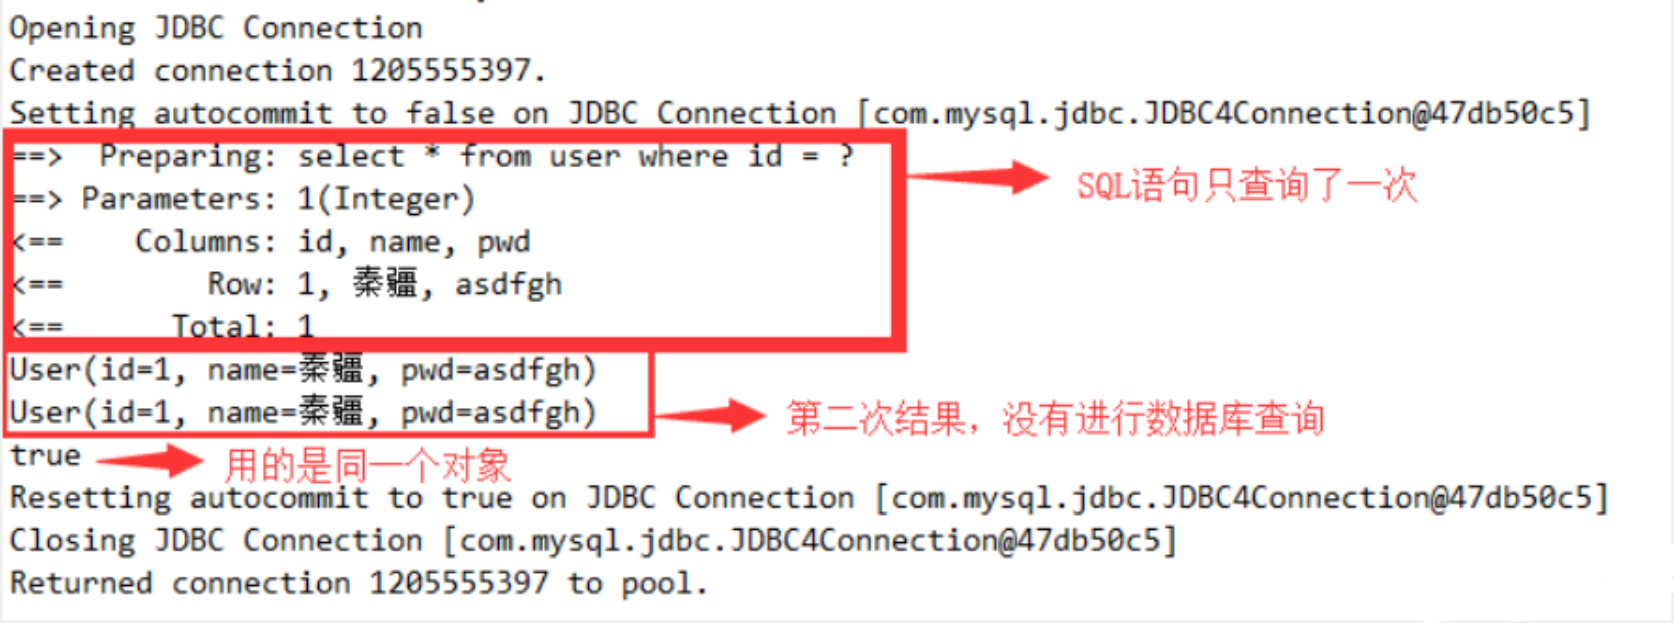 Opening JDBC Connection
Created connection 1205555397.
Setting autocommit to false on JDBC Connection [com.mysql.jdbc.JDBC4Connection@47db50c5]
==>  Preparing: select * from user where id = ?
SQL语句只查询了一次
==> Parameters: 1(Integer)
<==    Columns: id, name, pwd
<==        Row: 1, 秦疆, asdfgh
<==      Total: 1
User(id=1, name=秦疆, pwd=asdfgh)
User(id=1, name=秦疆, pwd=asdfgh)
第二次结果，没有进行数据库查询
true
用的是同一个对象
Resetting autocommit to true on JDBC Connection [com.mysql.jdbc.JDBC4Connection@47db50c5]
Closing JDBC Connection [com.mysql.jdbc.JDBC4Connection@47db50c5]
Returned connection 1205555397 to pool.